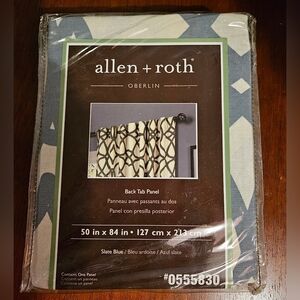 allen + roth
OBERLIN
Back Tab Panel
Panneau avec passants au dos
Panel con presilla posterior
50 in x 84 in • 127 cm x 213 cm
Slate Blue / Bleu ardoise / Azul slate
Contains One Panel
#0555830